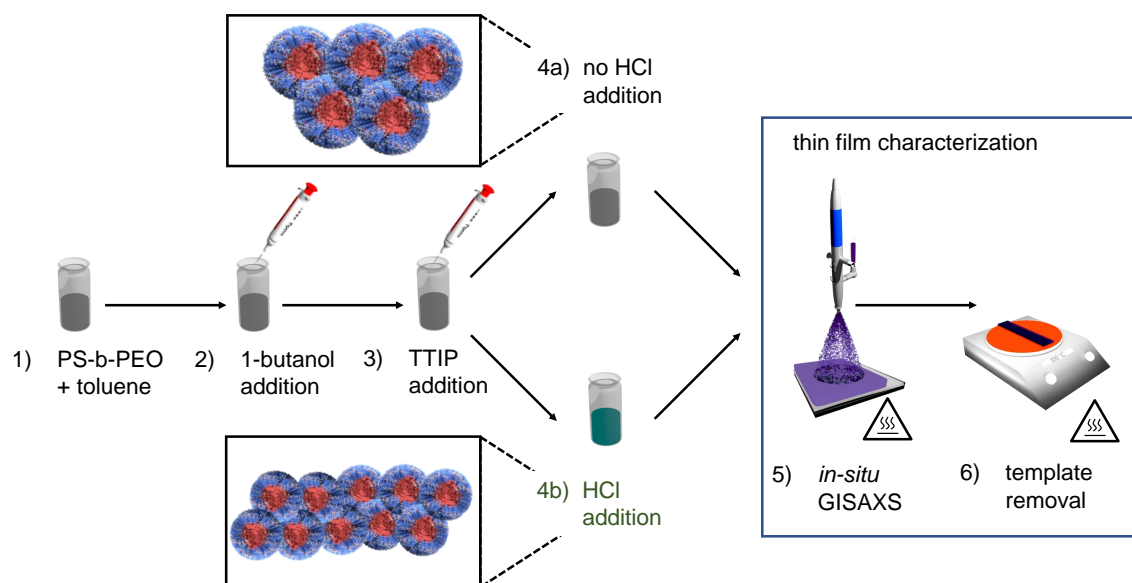 4a) no HCl
addition
thin film characterization
1) PS-b-PEO
+ toluene
2) 1-butanol
addition
3) TTIP
addition
4b) HCl
addition
5) in-situ
GISAXS
6) template
removal